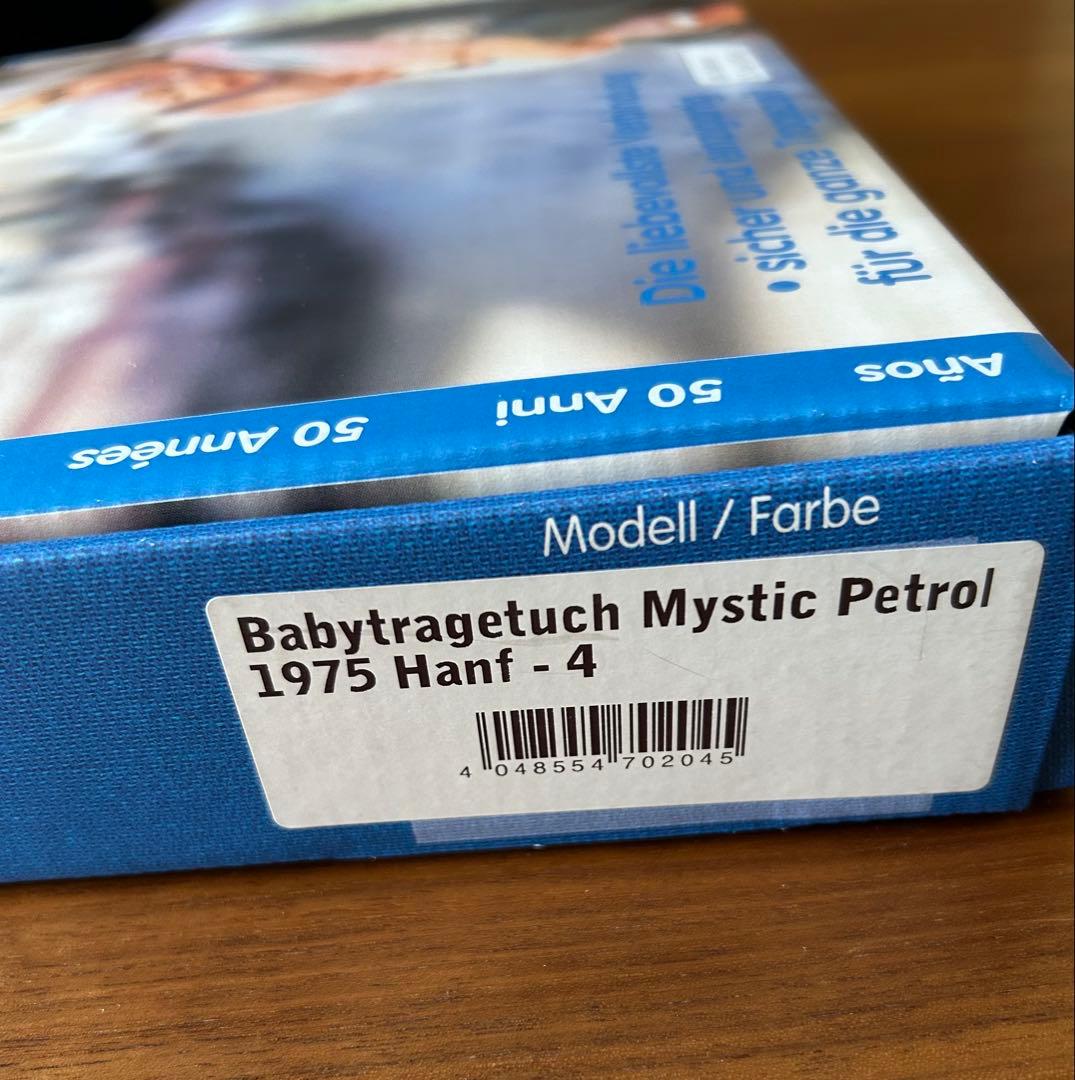 Die liebevollste
• sicher und
für die ganze
Años
50 Anni
50 Années
Modell / Farbe
Babytragetuch Mystic Petrol
1975 Hanf - 4
4 048554 702045